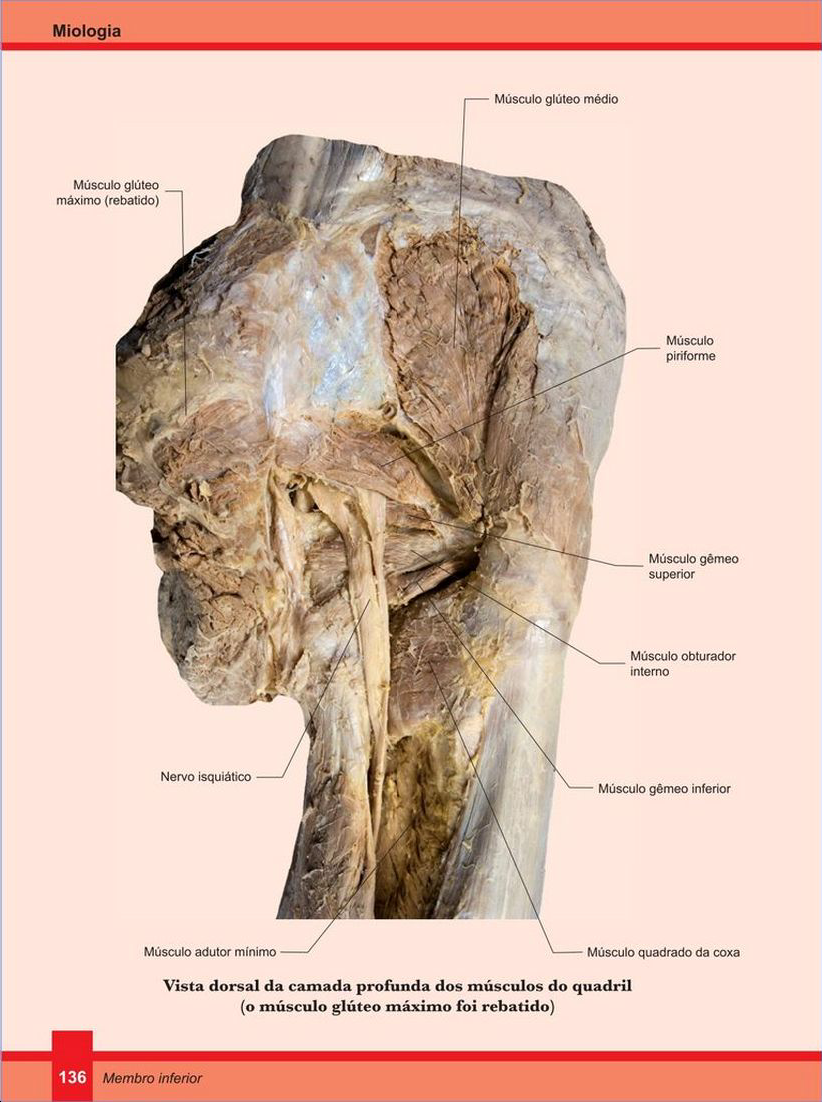 Miologia
Músculo glúteo médio
Músculo glúteo
máximo (rebatido)
Músculo
piriforme
Músculo gêmeo
superior
Músculo obturador
interno
Nervo isquiático
Músculo gêmeo inferior
Músculo adutor mínimo
Músculo quadrado da coxa
Vista dorsal da camada profunda dos músculos do quadril
(o músculo glúteo máximo foi rebatido)
136 Membro inferior